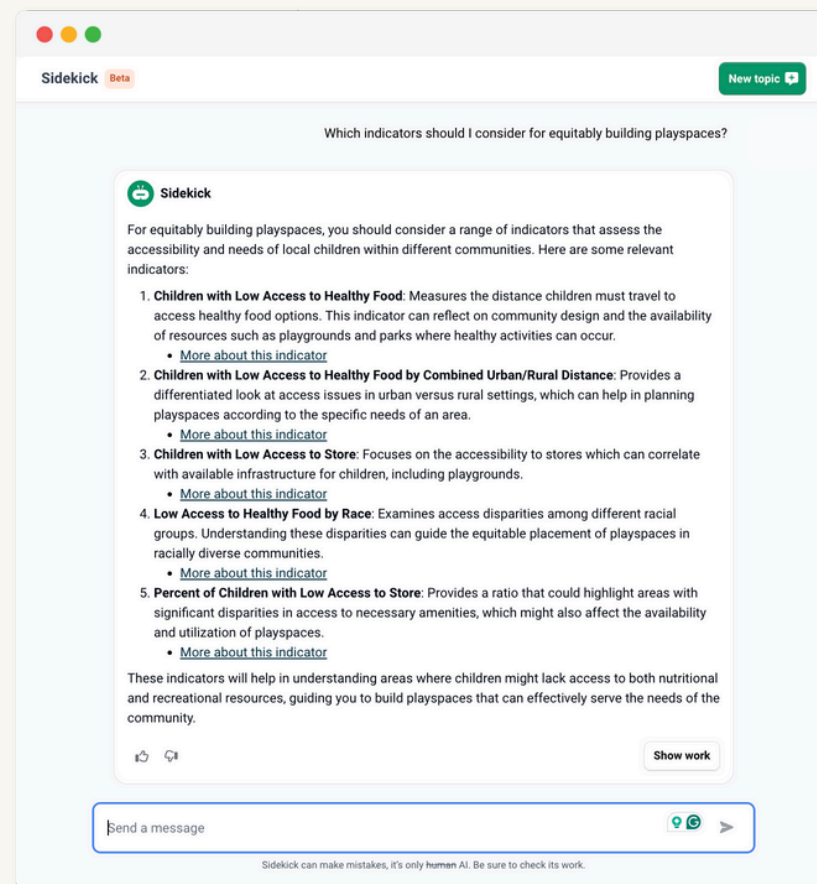 Sidekick Beta
New topic
Which indicators should I consider for equitably building playspaces?
Sidekick
For equitably building playspaces, you should consider a range of indicators that assess the
accessibility and needs of local children within different communities. Here are some relevant
indicators:
1. Children with Low Access to Healthy Food: Measures the distance children must travel to
access healthy food options. This indicator can reflect on community design and the availability
of resources such as playgrounds and parks where healthy activities can occur.
• More about this indicator
2. Children with Low Access to Healthy Food by Combined Urban/Rural Distance: Provides a
differentiated look at access issues in urban versus rural settings, which can help in planning
playspaces according to the specific needs of an area.
• More about this indicator
3. Children with Low Access to Store: Focuses on the accessibility to stores which can correlate
with available infrastructure for children, including playgrounds.
• More about this indicator
4. Low Access to Healthy Food by Race: Examines access disparities among different racial
groups. Understanding these disparities can guide the equitable placement of playspaces in
racially diverse communities.
• More about this indicator
5. Percent of Children with Low Access to Store: Provides a ratio that could highlight areas with
significant disparities in access to necessary amenities, which might also affect the availability
and utilization of playspaces.
• More about this indicator
These indicators will help in understanding areas where children might lack access to both nutritional
and recreational resources, guiding you to build playspaces that can effectively serve the needs of the
community.
Show work
Send a message
Sidekick can make mistakes, it's only human AI. Be sure to check its work.